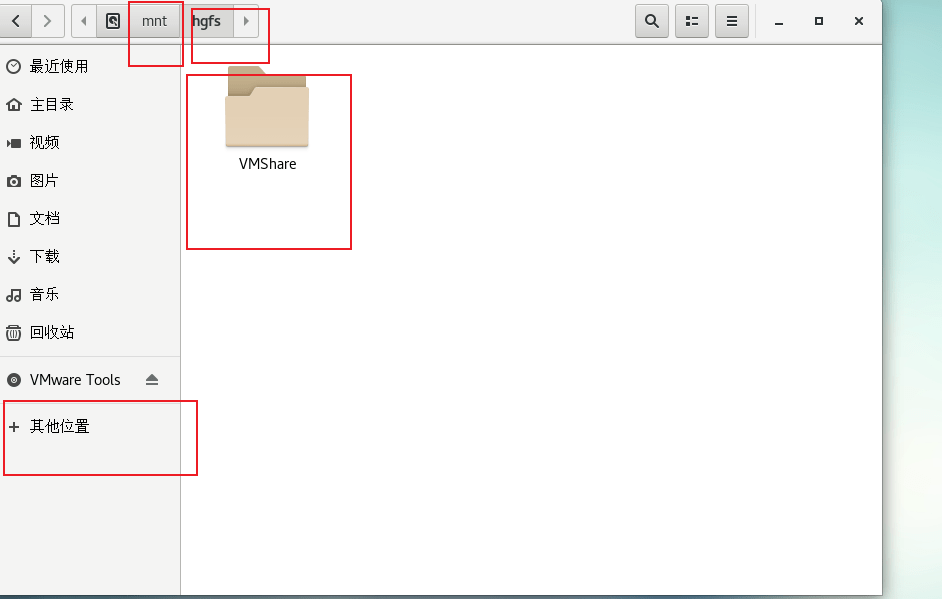 mnt hgfs
最近使用
主目录
视频
图片
文档
下载
音乐
回收站
VMware Tools
其他位置
VMShare